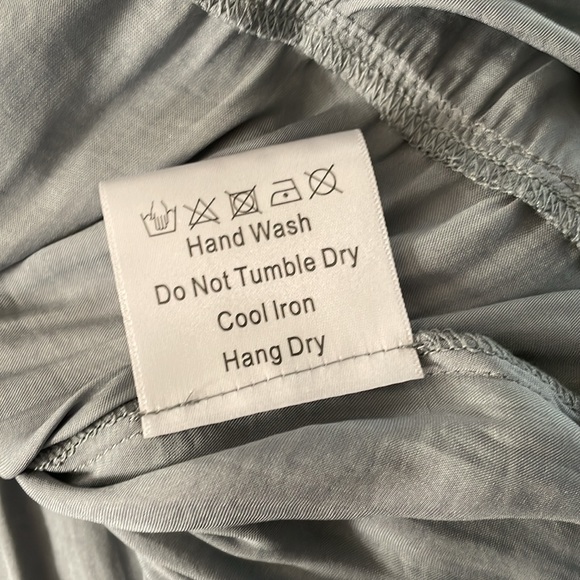 Hand Wash
Do Not Tumble Dry
Cool Iron
Hang Dry